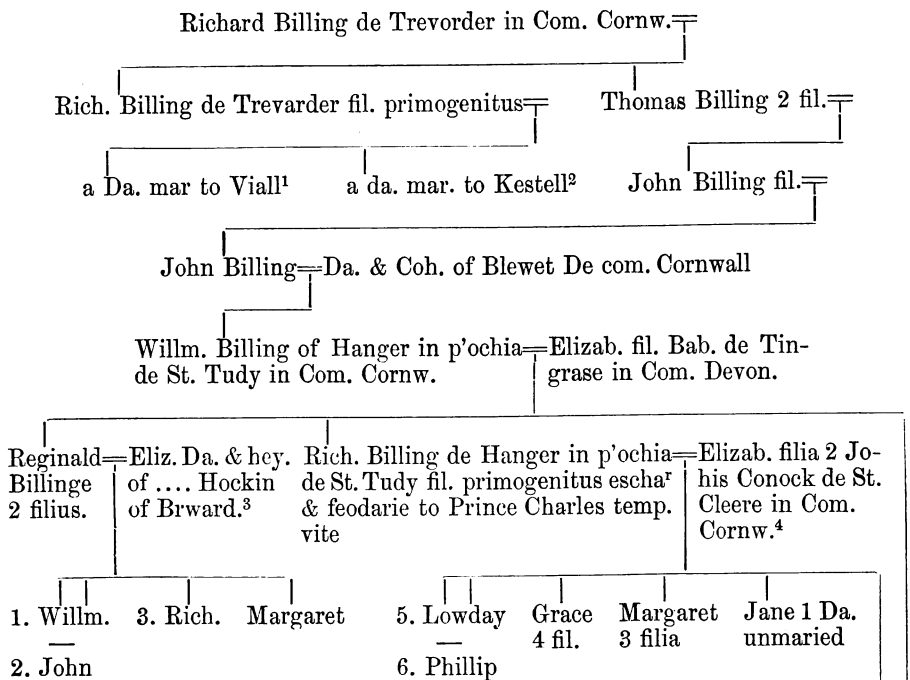 Richard Billing de Trevorder in Com. Cornw.
Rich. Billing de Trevarder fil. primogenitus
Thomas Billing 2 fil.
a Da. mar to Viall¹
a da. mar. to Kestell²
John Billing fil.
John Billing=Da. & Coh. of Blewet De com. Cornwall
Willm. Billing of Hanger in p'ochia
de St. Tudy in Com. Cornw.
Elizab. fil. Bab. de Tin-
grase in Com. Devon.
Reginald
Billinge
2 filius.
Eliz. Da. & hey.
of .... Hockin
of Brward.³
Rich. Billing de Hanger in p'ochia
de St. Tudy fil. primogenitus eschaʳ
& feodarie to Prince Charles temp.
vite
Elizab. filia 2 Jo-
his Conock de St.
Cleere in Com.
Cornw.⁴
1. Willm.
2. John
3. Rich.
Margaret
5. Lowday
6. Phillip
Grace
4 fil.
Margaret
3 filia
Jane 1 Da.
unmaried